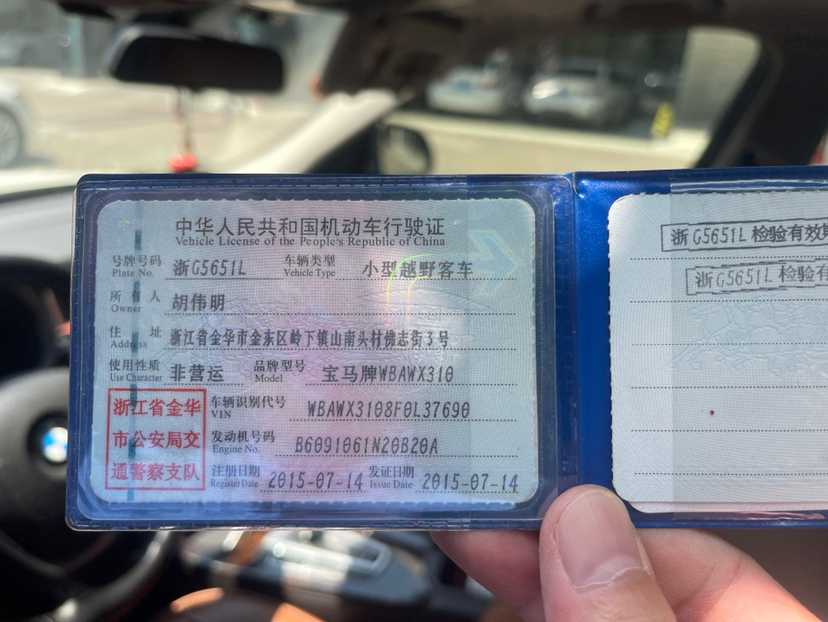 中华人民共和国机动车行驶证
Vehicle License of the People's Republic of China
号牌号码 Plate No. 浙G5651L 车辆类型 Vehicle Type 小型越野客车
所有人 Owner 胡伟明
住址 Address 浙江省金华市金东区岭下镇山南头村佛志街3号
使用性质 Use Character 非营运 品牌型号 Model 宝马牌WBAWX310
车辆识别代号 VIN WBAWX3108F0L37690
发动机号码 Engine No. B6091061N20B20A
注册日期 Register Date 2015-07-14 发证日期 Issue Date 2015-07-14
浙江省金华
市公安局交
通警察支队
浙G5651L 检验有效期
浙G5651L 检验有